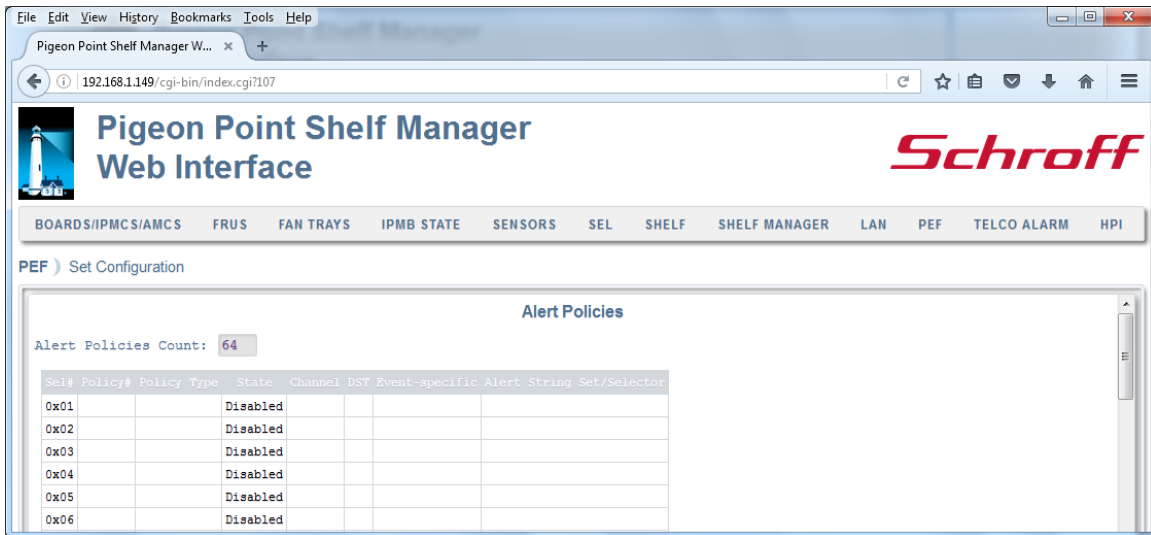 File Edit View History Bookmarks Tools Help
Pigeon Point Shelf Manager W... × +
192.168.1.149/cgi-bin/index.cgi?107
Pigeon Point Shelf Manager
Web Interface
Schroff
BOARDS/IPMCS/AMCS FRUS FAN TRAYS IPMB STATE SENSORS SEL SHELF SHELF MANAGER LAN PEF TELCO ALARM HPI
PEF ) Set Configuration
Alert Policies
Alert Policies Count: 64
Sel# Policy# Policy Type State Channel DST Event-specific Alert String Set/Selector
0x01 Disabled
0x02 Disabled
0x03 Disabled
0x04 Disabled
0x05 Disabled
0x06 Disabled